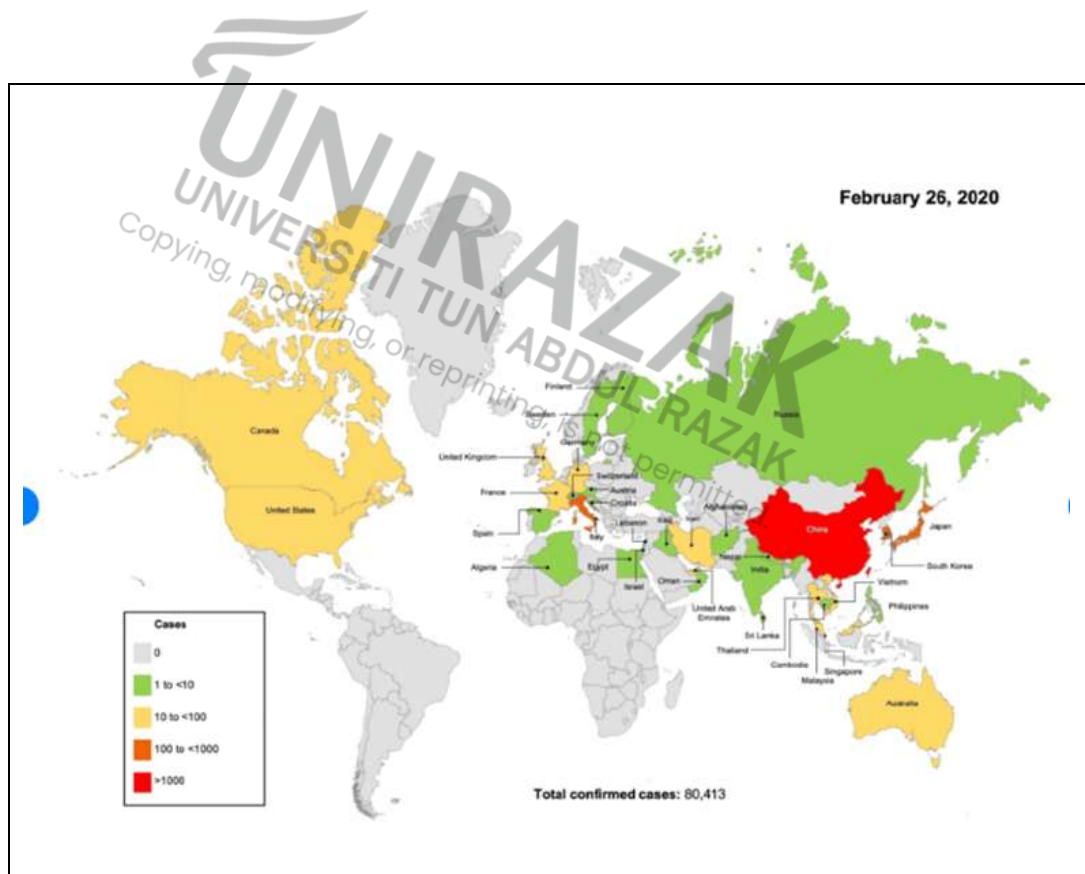 UNIRAZAK
UNIVERSITI TUN ABDUL RAZAK
Copying, modifying, or reprinting, is not permitted
February 26, 2020
Finland
Sweden
Russia
Germany
Canada
United Kingdom
Switzerland
France
Austria
Croatia
United States
Afghanistan
Lebanon
Iraq
Iran
China
Japan
Spain
Italy
Algeria
Egypt
Israel
Oman
Nepal
India
South Korea
Vietnam
United Arab
Emirates
Philippines
Sri Lanka
Thailand
Cambodia
Singapore
Malaysia
Australia
Cases
0
1 to <10
10 to <100
100 to <1000
>1000
Total confirmed cases: 80,413